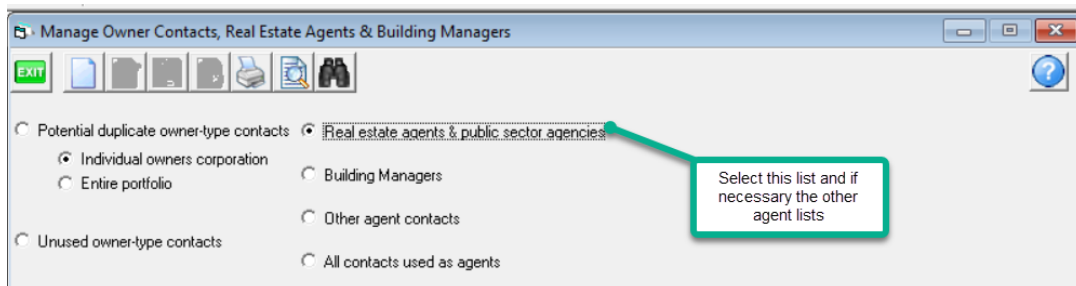 Manage Owner Contacts, Real Estate Agents & Building Managers
EXIT
Potential duplicate owner-type contacts
Real estate agents & public sector agencies
Individual owners corporation
Entire portfolio
Building Managers
Select this list and if
necessary the other
agent lists
Other agent contacts
Unused owner-type contacts
All contacts used as agents